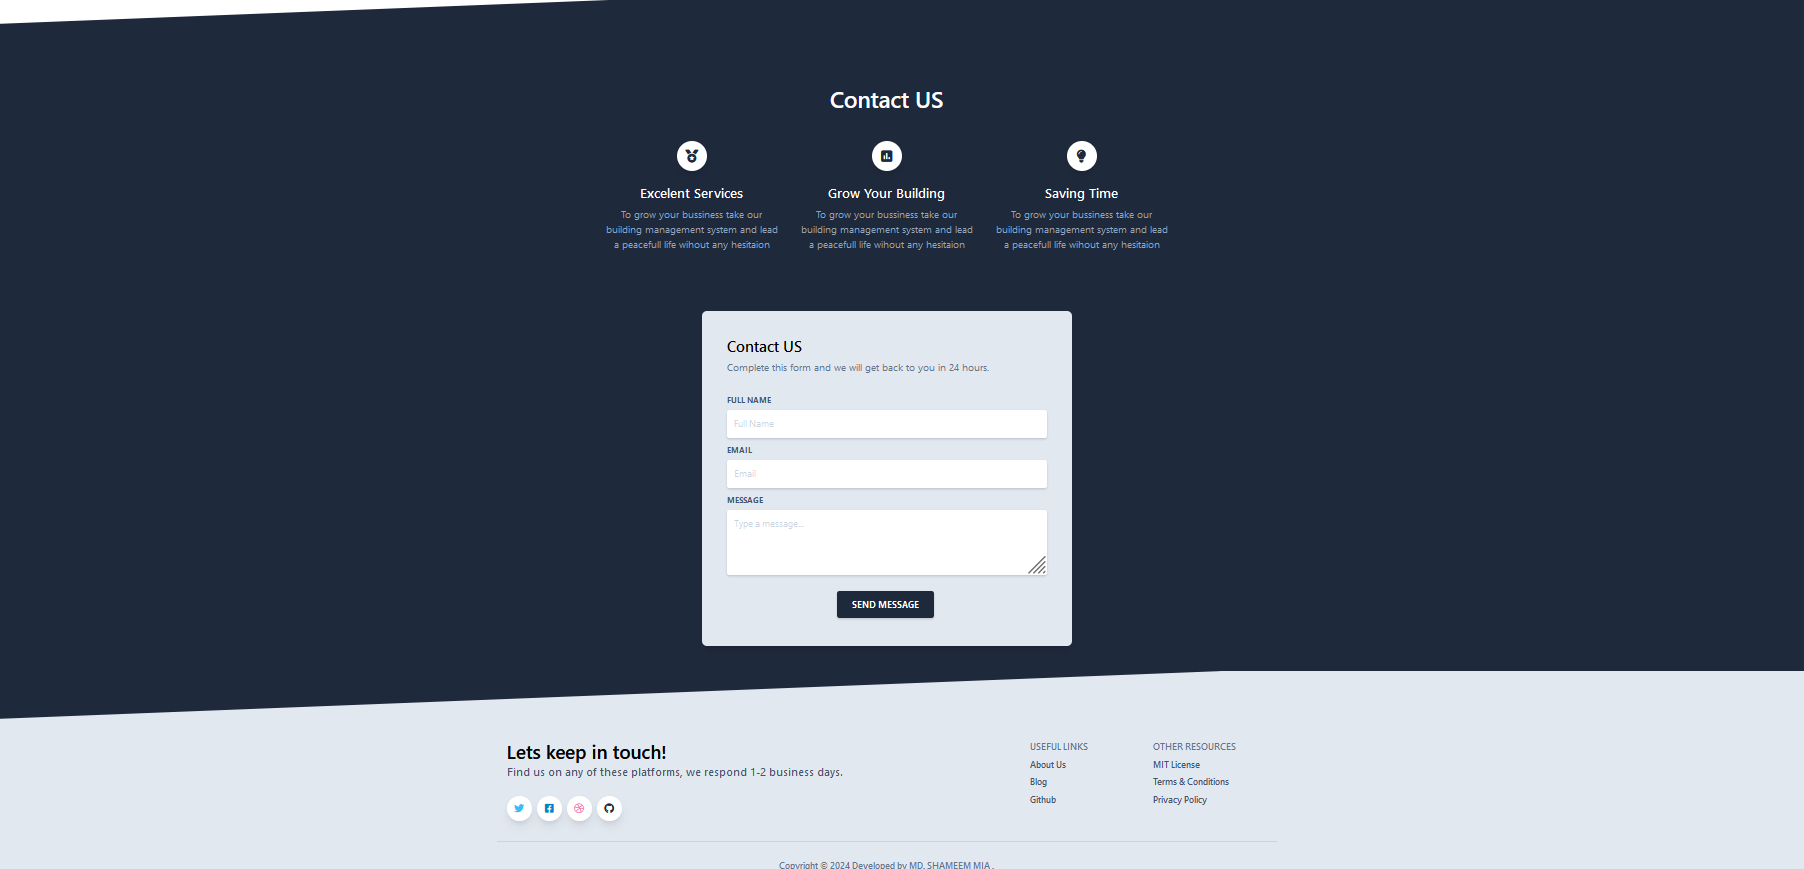 Contact US
Excelent Services
To grow your bussiness take our
building management system and lead
a peacefull life wihout any hesitaion
Grow Your Building
To grow your bussiness take our
building management system and lead
a peacefull life wihout any hesitaion
Saving Time
To grow your bussiness take our
building management system and lead
a peacefull life wihout any hesitaion
Contact US
Complete this form and we will get back to you in 24 hours.
FULL NAME
Full Name
EMAIL
Email
MESSAGE
Type a message...
SEND MESSAGE
Lets keep in touch!
Find us on any of these platforms, we respond 1-2 business days.
USEFUL LINKS
About Us
Blog
Github
OTHER RESOURCES
MIT License
Terms & Conditions
Privacy Policy
Copyright © 2024 Developed by MD. SHAMEEM MIA .